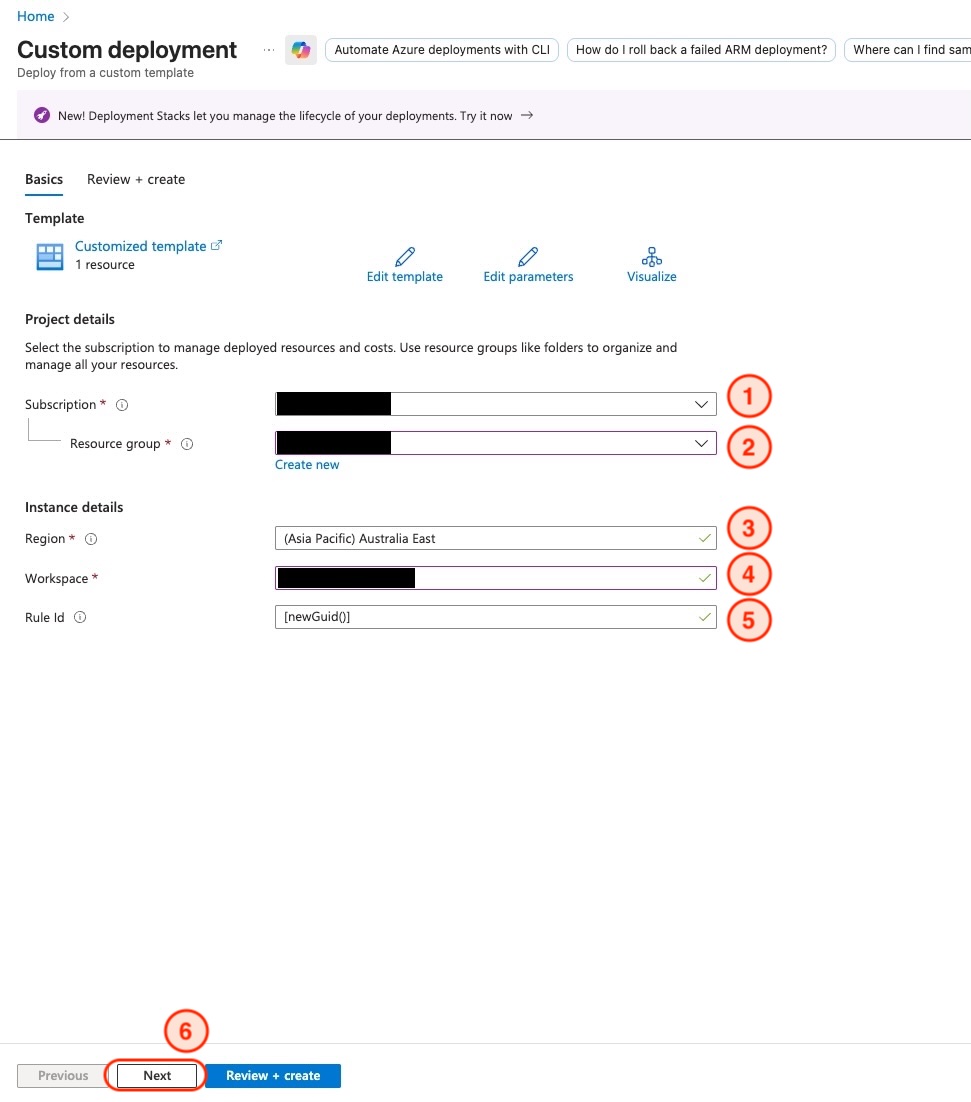 Home
Custom deployment
Automate Azure deployments with CLI
How do I roll back a failed ARM deployment?
Where can I find sam
Deploy from a custom template
New! Deployment Stacks let you manage the lifecycle of your deployments. Try it now →
Basics
Review + create
Template
Customized template
1 resource
Edit template
Edit parameters
Visualize
Project details
Select the subscription to manage deployed resources and costs. Use resource groups like folders to organize and
manage all your resources.
Subscription *
1
Resource group *
2
Create new
Instance details
Region *
(Asia Pacific) Australia East
3
Workspace *
4
Rule Id
[newGuid()]
5
6
Previous
Next
Review + create